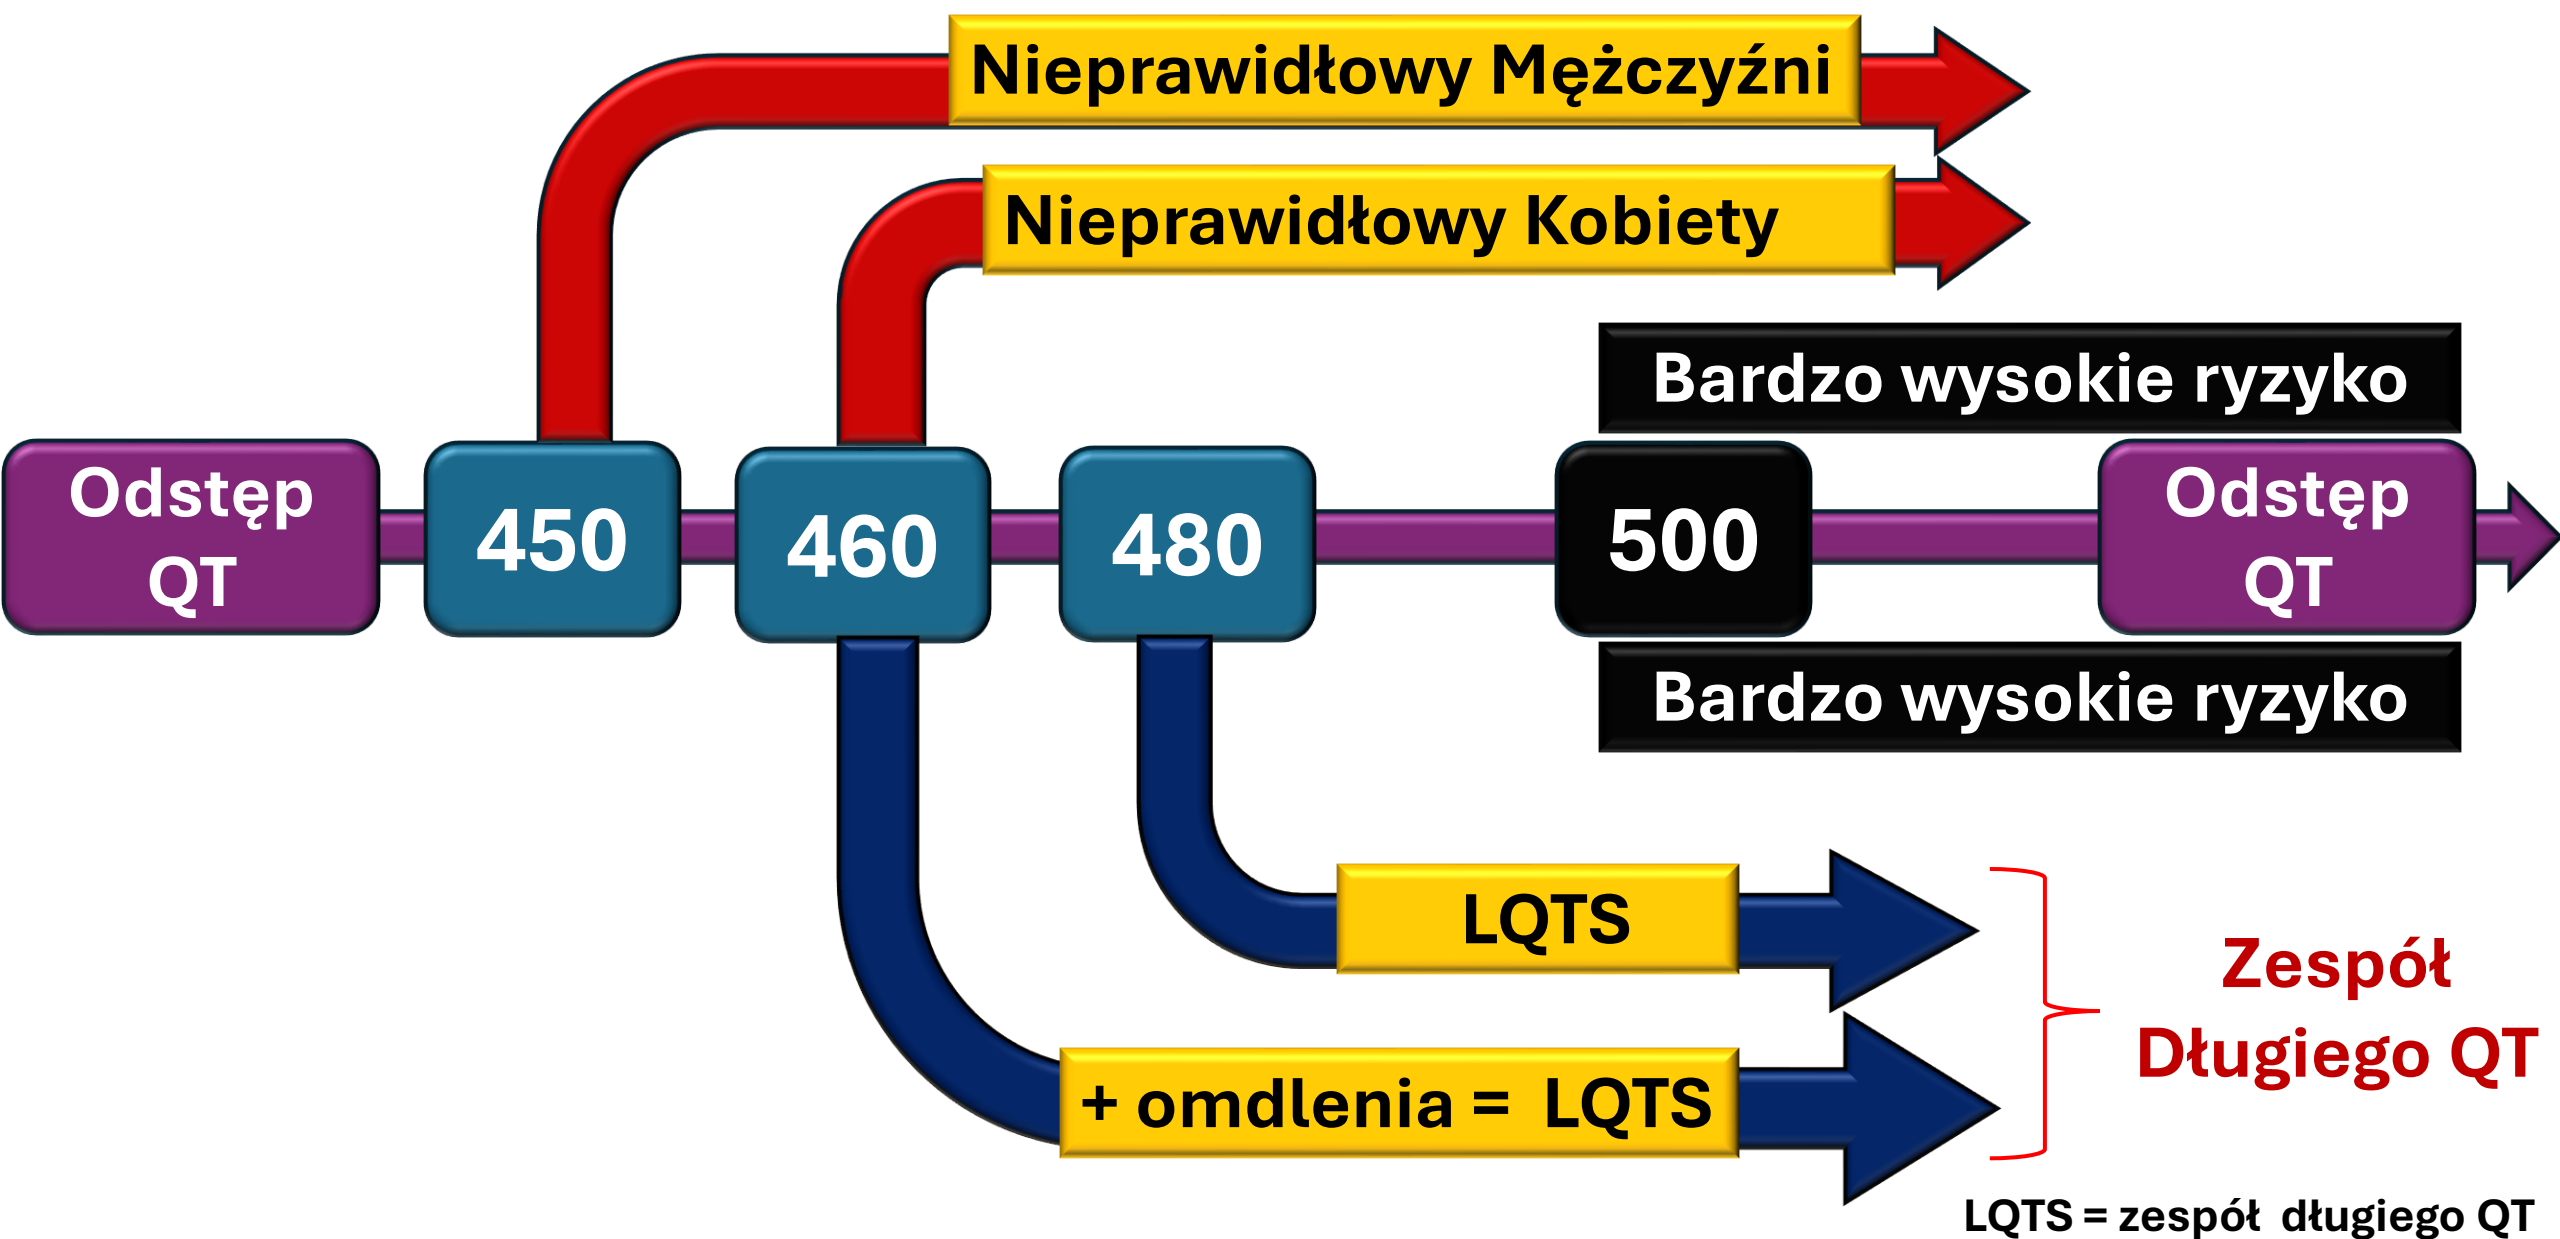 Nieprawidłowy Mężczyźni
Nieprawidłowy Kobiety
Bardzo wysokie ryzyko
Odstęp
QT
450
460
480
500
Odstęp
QT
Bardzo wysokie ryzyko
LQTS
+ omdlenia = LQTS
Zespół
Długiego QT
LQTS = zespół długiego QT